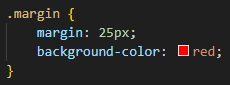 .margin {
    margin: 25px;
    background-color: red;
}